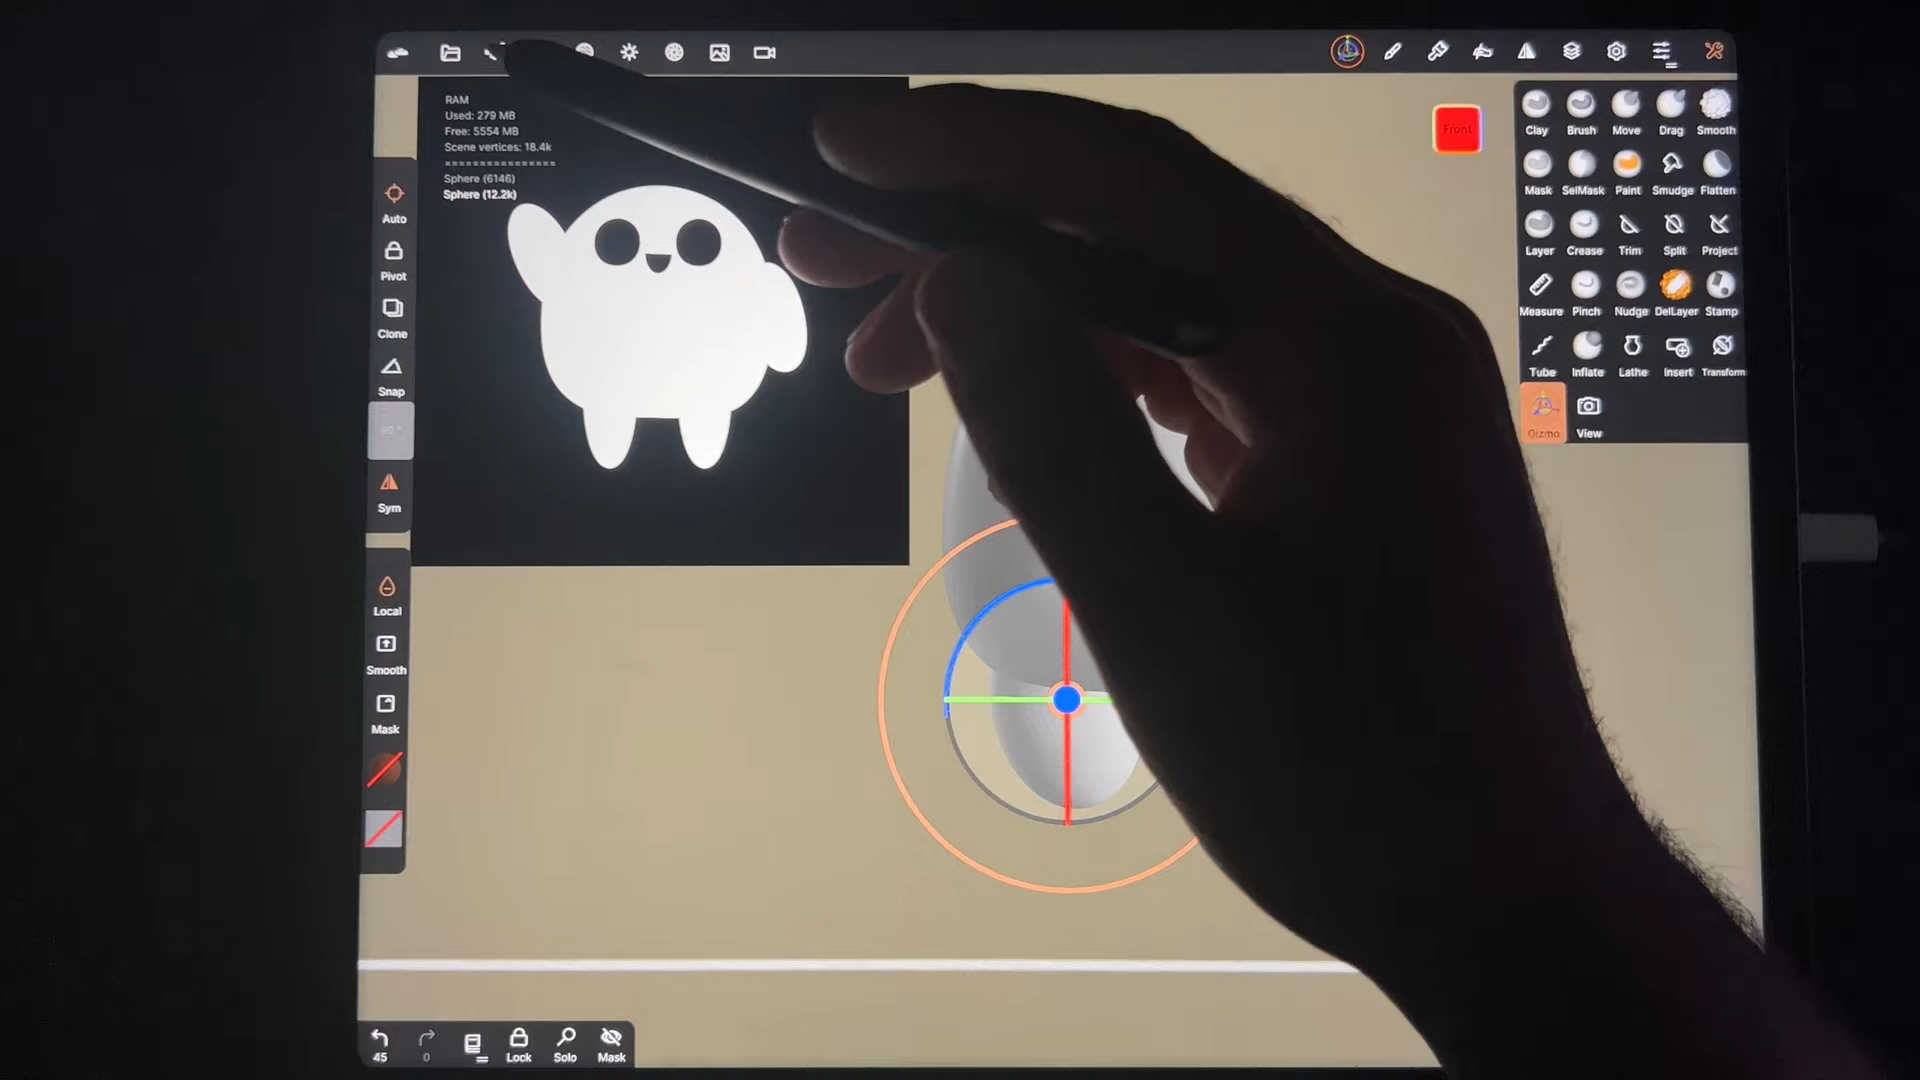 RAM
Used: 279 MB
Free: 5554 MB
Scene vertices: 18.4k
================
Sphere (6146)
Sphere (12.2k)
Auto
Pivot
Clone
Snap
Sym
Local
Smooth
Mask
Front
Clay Brush Move Drag Smooth
Mask SelMask Paint Smudge Flatten
Layer Crease Trim Split Project
Measure Pinch Nudge DelLayer Stamp
Tube Inflate Lathe Insert Transform
Gizmo View
45 0 Lock Solo Mask